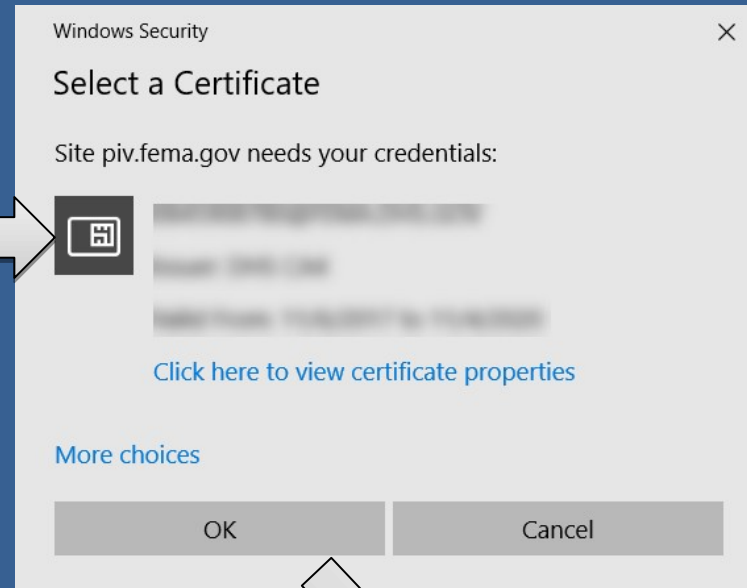 Windows Security
Select a Certificate
Site piv.fema.gov needs your credentials:
Click here to view certificate properties
More choices
OK
Cancel